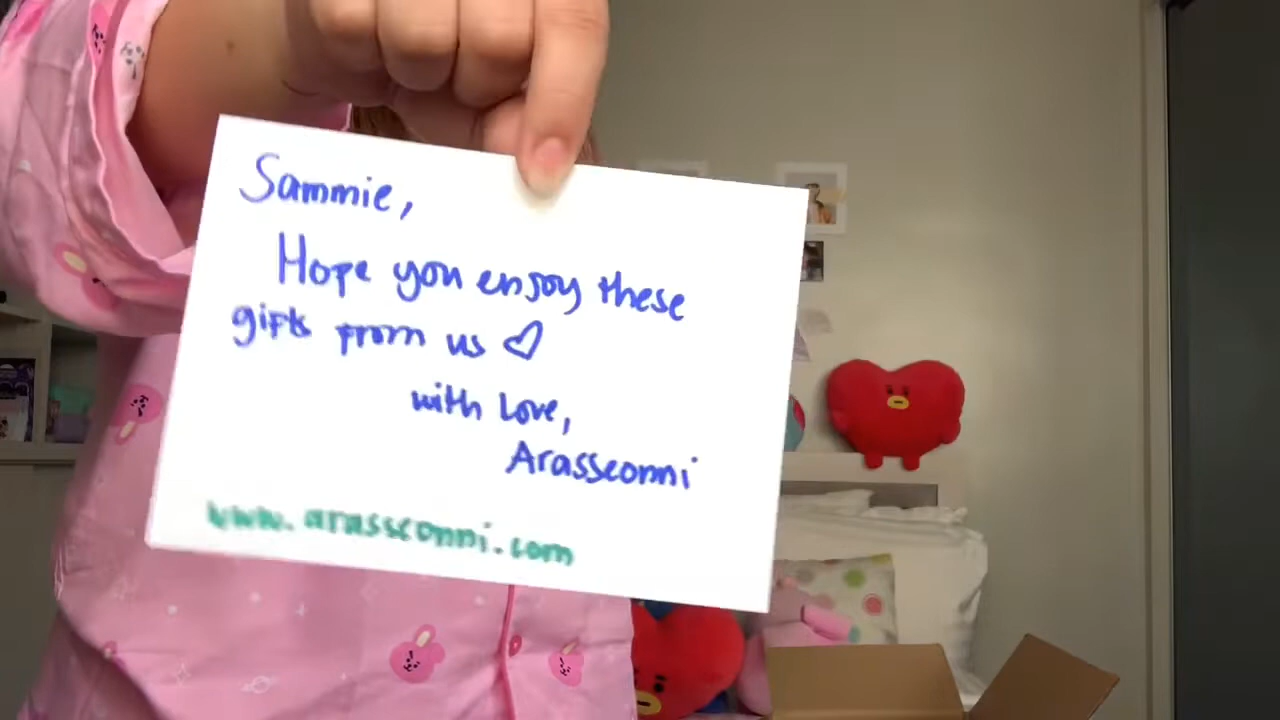 Sammie,
Hope you enjoy these
gifts from us ♡
with love,
Arasseonni
www.arasseonni.com